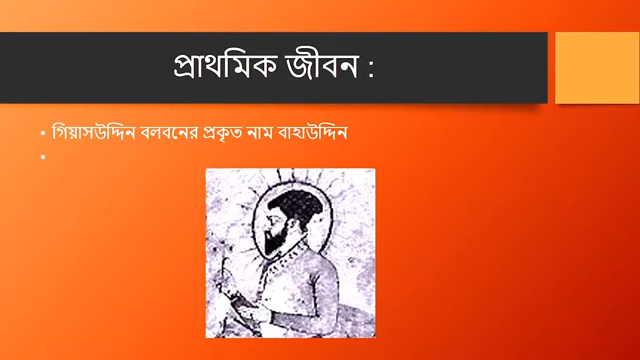 প্রাথমিক জীবন :
• গিয়াসউদ্দিন বলবনের প্রকৃত নাম বাহাউদ্দিন
•